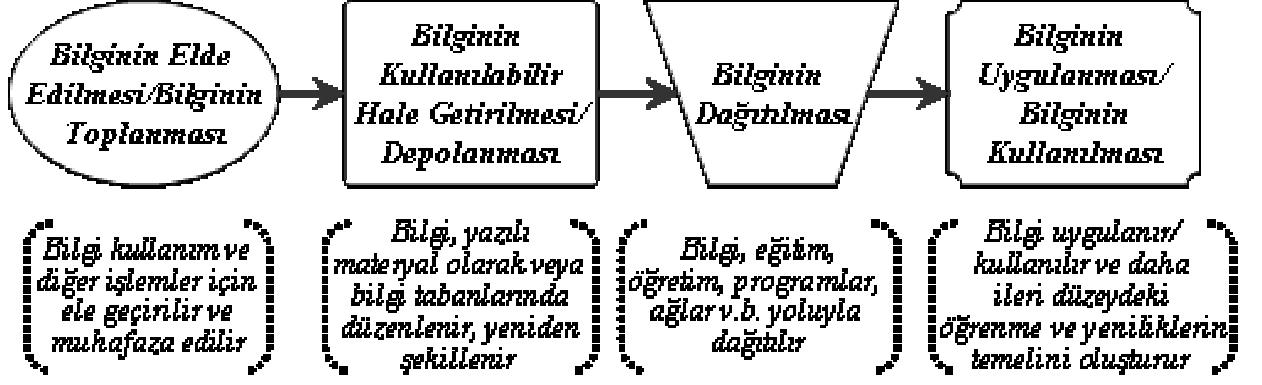 Bilginin Elde
Edilmesi/Bilginin
Toplanması
Bilginin
Kullanılabilir
Hale Getirilmesi/
Depolanması
Bilginin
Dağıtılması
Bilginin
Uygulanması/
Bilginin
Kullanılması
Bilgi kullanım ve
diğer işlemler için
ele geçirilir ve
muhafaza edilir
Bilgi, yazılı
materyal olarak veya
bilgi tabanlarında
düzenlenir, yeniden
şekillenir
Bilgi, eğitim,
öğretim, programlar,
ağlar v.b. yoluyla
dağıtılır
Bilgi uygulanır/
kullanılır ve daha
ileri düzeydeki
öğrenme ve yeniliklerin
temelini oluşturur